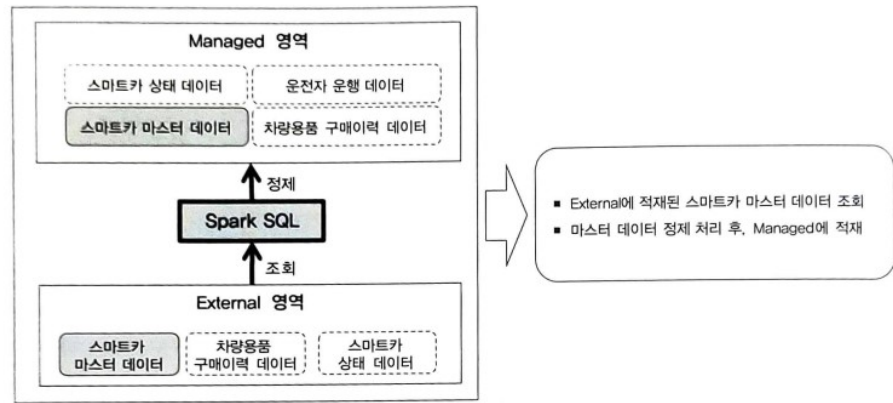 Managed 영역
스마트카 상태 데이터
운전자 운행 데이터
스마트카 마스터 데이터
차량용품 구매이력 데이터
정제
Spark SQL
조회
External 영역
스마트카
마스터 데이터
차량용품
구매이력 데이터
스마트카
상태 데이터
▪ External에 적재된 스마트카 마스터 데이터 조회
▪ 마스터 데이터 정제 처리 후, Managed에 적재